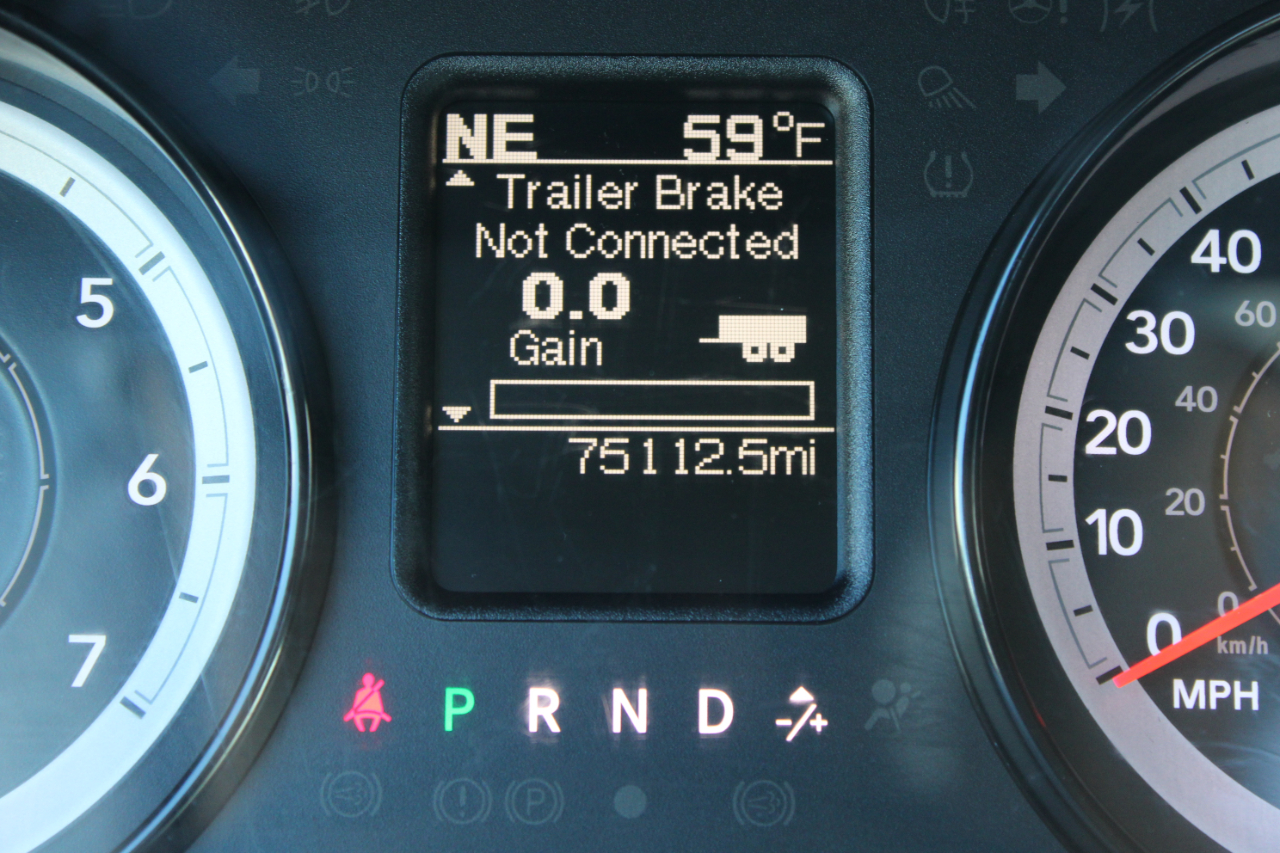 NE 59°F
Trailer Brake
Not Connected
0.0
Gain
75112.5mi
5
6
7
40
30
20
10
0
MPH
60
40
20
0
km/h
P R N D -/+
P